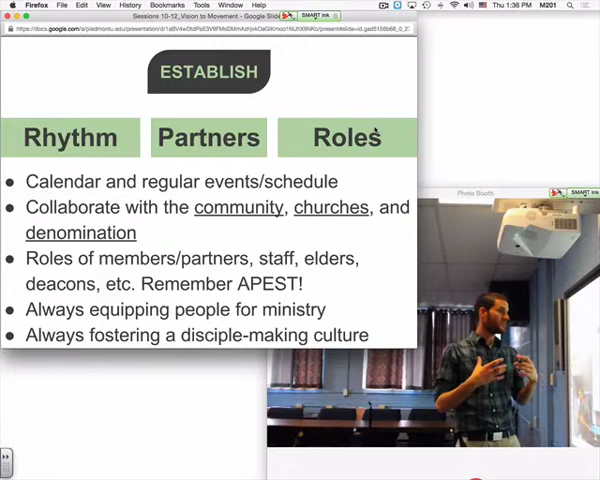 Firefox File Edit View History Bookmarks Tools Window Help Thu 1:36 PM M201
Sessions 10-12_Vision to Movement - Google Slid
SMART Ink
ESTABLISH
Rhythm Partners Roles
● Calendar and regular events/schedule
● Collaborate with the community, churches, and
denomination
● Roles of members/partners, staff, elders,
deacons, etc. Remember APEST!
● Always equipping people for ministry
● Always fostering a disciple-making culture
Photo Booth
SMART Ink